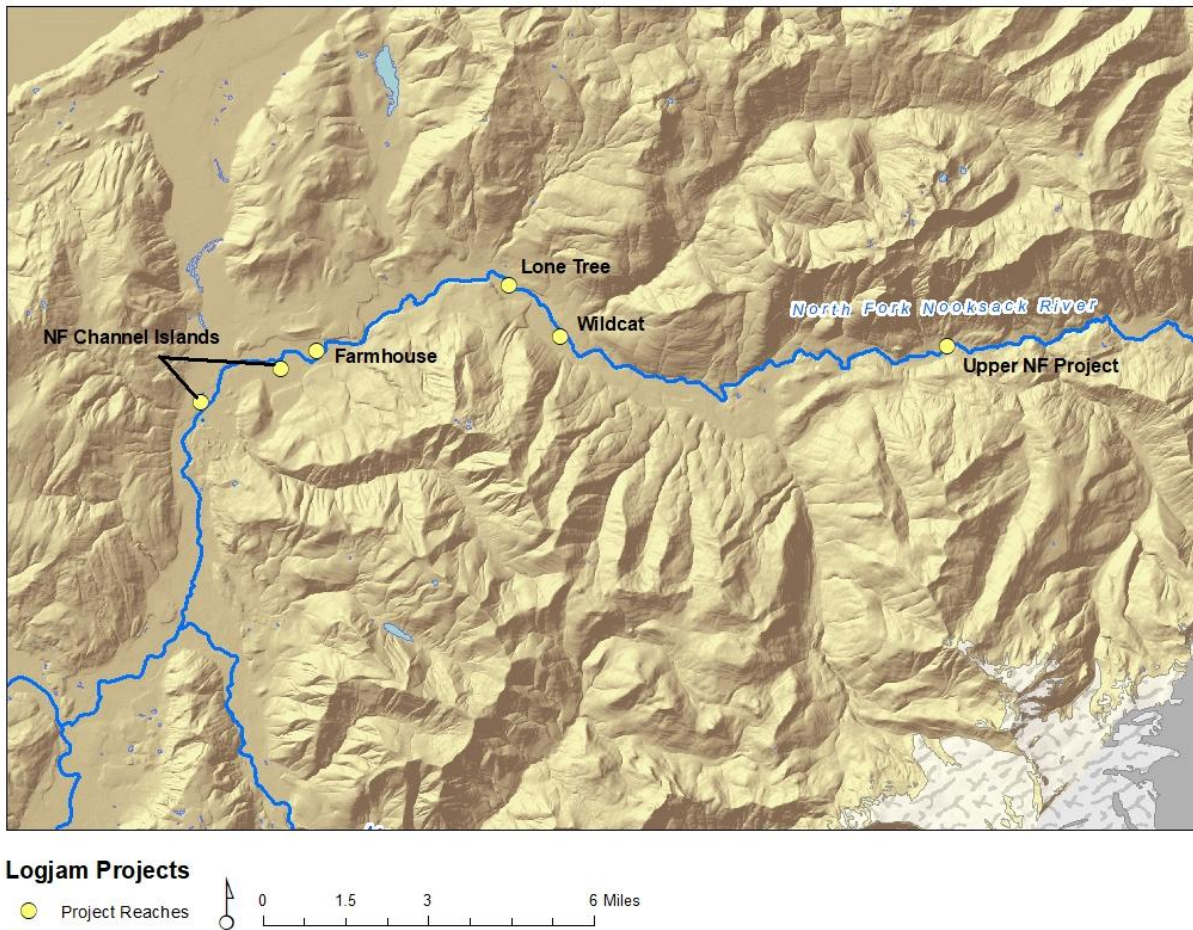 Lone Tree
North Fork Nooksack River
NF Channel Islands
Wildcat
Farmhouse
Upper NF Project
Logjam Projects
Project Reaches
0 1.5 3 6 Miles